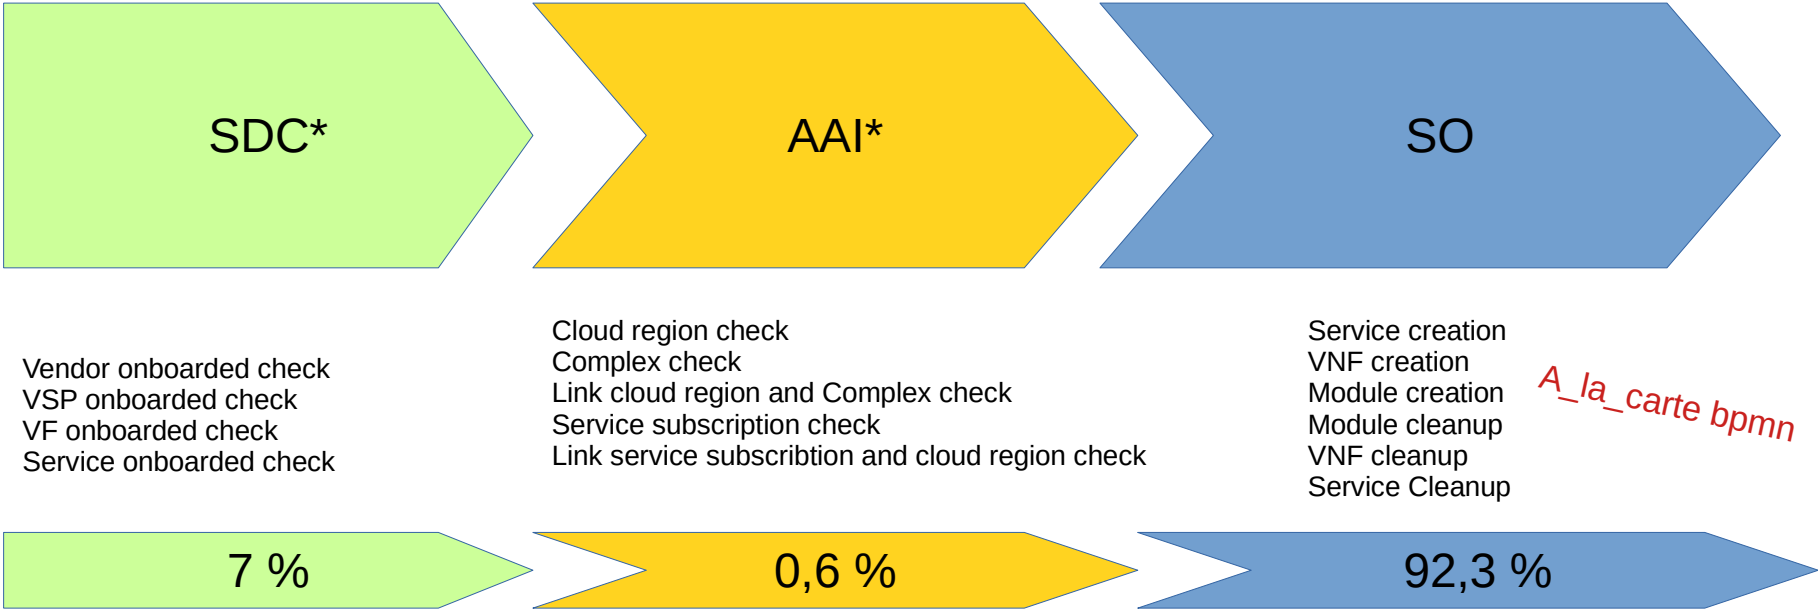 SDC*
AAI*
SO
Vendor onboarded check
VSP onboarded check
VF onboarded check
Service onboarded check
Cloud region check
Complex check
Link cloud region and Complex check
Service subscription check
Link service subscribtion and cloud region check
Service creation
VNF creation
Module creation
Module cleanup
VNF cleanup
Service Cleanup
A_la_carte bpmn
7 %
0,6 %
92,3 %